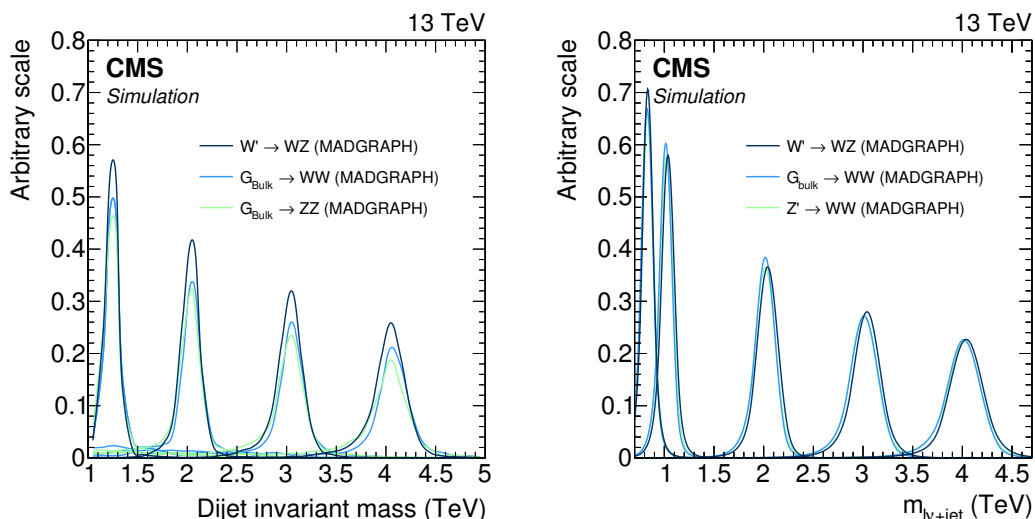 13 TeV
Arbitrary scale
0.8
0.7
0.6
0.5
0.4
0.3
0.2
0.1
0
CMS
Simulation
W' → WZ (MADGRAPH)
G_Bulk → WW (MADGRAPH)
G_Bulk → ZZ (MADGRAPH)
1 1.5 2 2.5 3 3.5 4 4.5 5
Dijet invariant mass (TeV)
13 TeV
Arbitrary scale
0.8
0.7
0.6
0.5
0.4
0.3
0.2
0.1
0
CMS
Simulation
W' → WZ (MADGRAPH)
G_bulk → WW (MADGRAPH)
Z' → WW (MADGRAPH)
1 1.5 2 2.5 3 3.5 4 4.5
m_lν+jet (TeV)